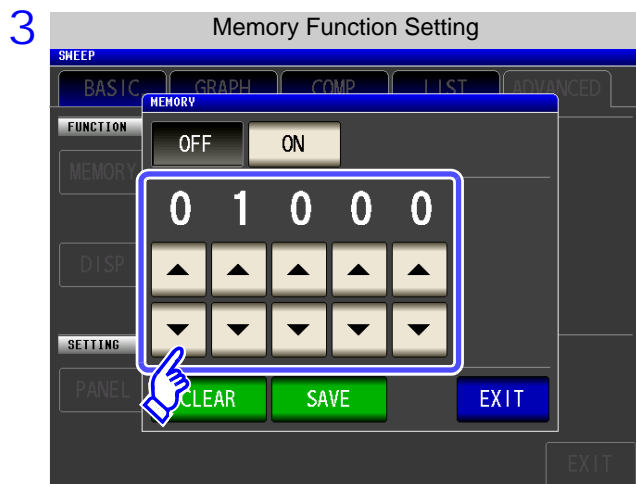 3
Memory Function Setting
SWEEP
BASIC GRAPH COMP LIST ADVANCED
MEMORY
FUNCTION
OFF ON
MEMORY
0 1 0 0 0
DISP
SETTING
PANEL CLEAR SAVE EXIT
EXIT